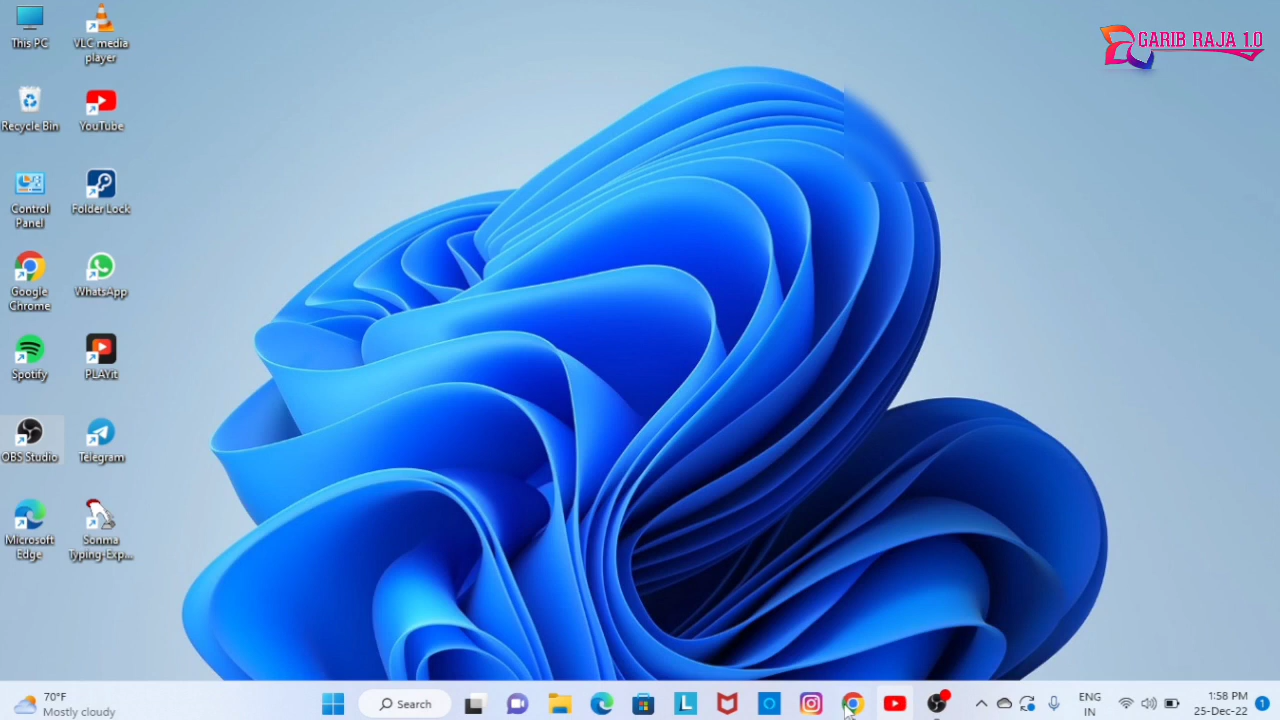 GARIB RAJA 1.0
This PC
VLC media
player
Recycle Bin
YouTube
Control
Panel
Folder Lock
Google
Chrome
WhatsApp
Spotify
PLAYit
OBS Studio
Telegram
Microsoft
Edge
Sonma
Typing-Exp...
70°F
Mostly cloudy
Search
L
ENG
IN
1:58 PM
25-Dec-22
1